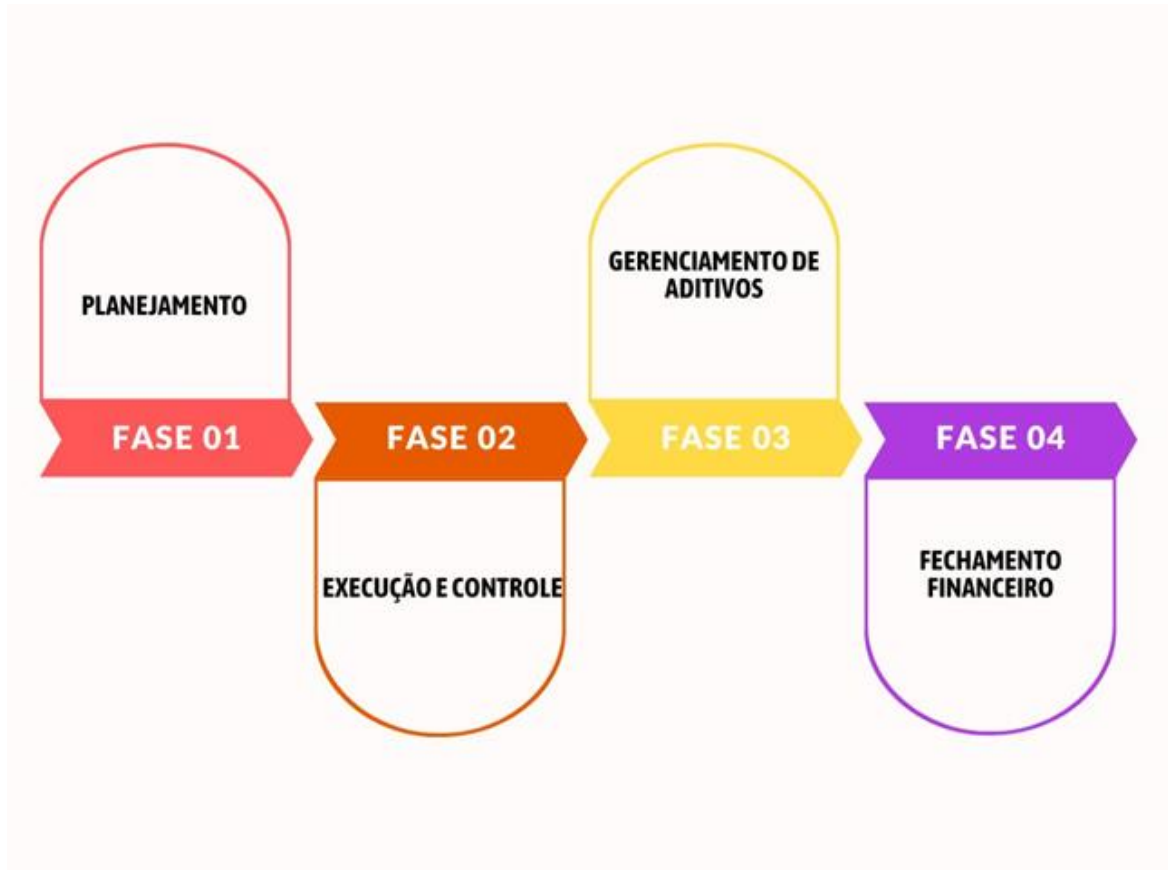 PLANEJAMENTO
FASE 01
FASE 02
EXECUÇÃO E CONTROLE
GERENCIAMENTO DE
ADITIVOS
FASE 03
FASE 04
FECHAMENTO
FINANCEIRO